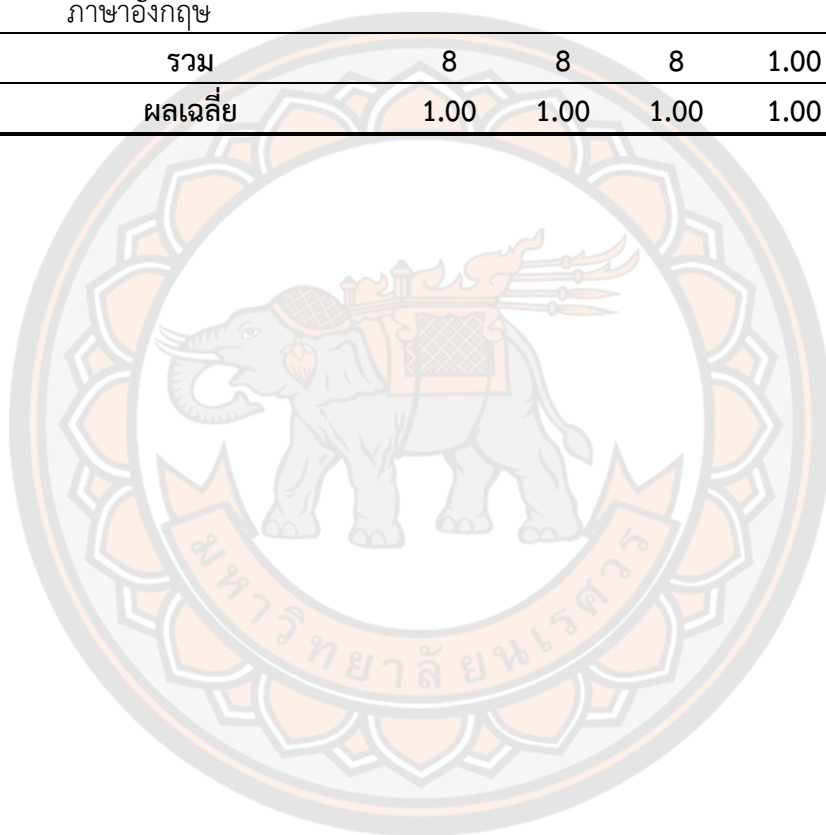 ภาษาอังกฤษ
รวม 8 8 8 1.00
ผลเฉลี่ย 1.00 1.00 1.00 1.00
มหาวิทยาลัยนเรศวร